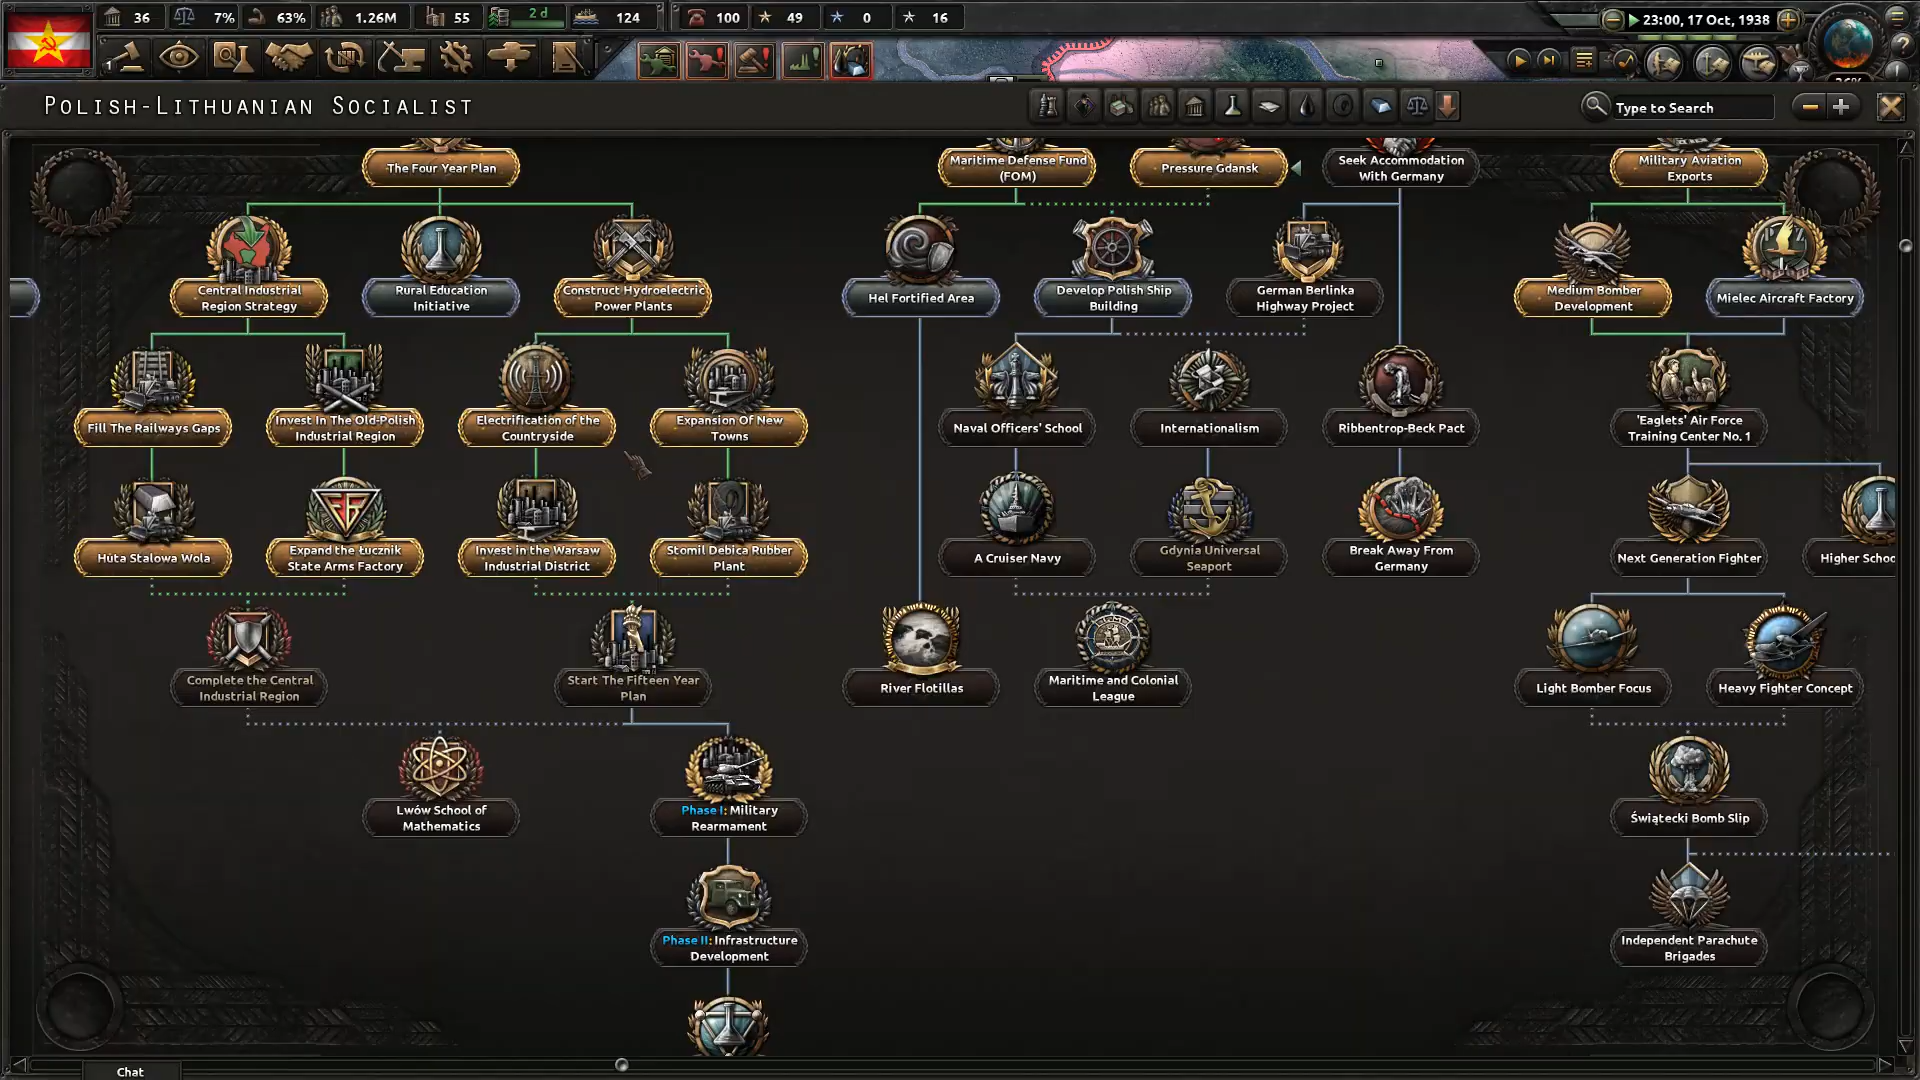 36
7%
63%
1.26M
55
2 d
124
100
49
0
16
23:00, 17 Oct, 1938
1
POLISH-LITHUANIAN SOCIALIST
Type to Search
The Four Year Plan
Maritime Defense Fund
(FOM)
Pressure Gdansk
Seek Accommodation
With Germany
Military Aviation
Exports
Central Industrial
Region Strategy
Rural Education
Initiative
Construct Hydroelectric
Power Plants
Hel Fortified Area
Develop Polish Ship
Building
German Berlinka
Highway Project
Medium Bomber
Development
Mielec Aircraft Factory
Fill The Railways Gaps
Invest In The Old-Polish
Industrial Region
Electrification of the
Countryside
Expansion Of New
Towns
Naval Officers' School
Internationalism
Ribbentrop-Beck Pact
'Eaglets' Air Force
Training Center No. 1
Huta Stalowa Wola
Expand the Łucznik
State Arms Factory
Invest in the Warsaw
Industrial District
Stomil Debica Rubber
Plant
A Cruiser Navy
Gdynia Universal
Seaport
Break Away From
Germany
Next Generation Fighter
Higher Schoo
Complete the Central
Industrial Region
Start The Fifteen Year
Plan
River Flotillas
Maritime and Colonial
League
Light Bomber Focus
Heavy Fighter Concept
Lwów School of
Mathematics
Phase I: Military
Rearmament
Świątecki Bomb Slip
Phase II: Infrastructure
Development
Independent Parachute
Brigades
Chat